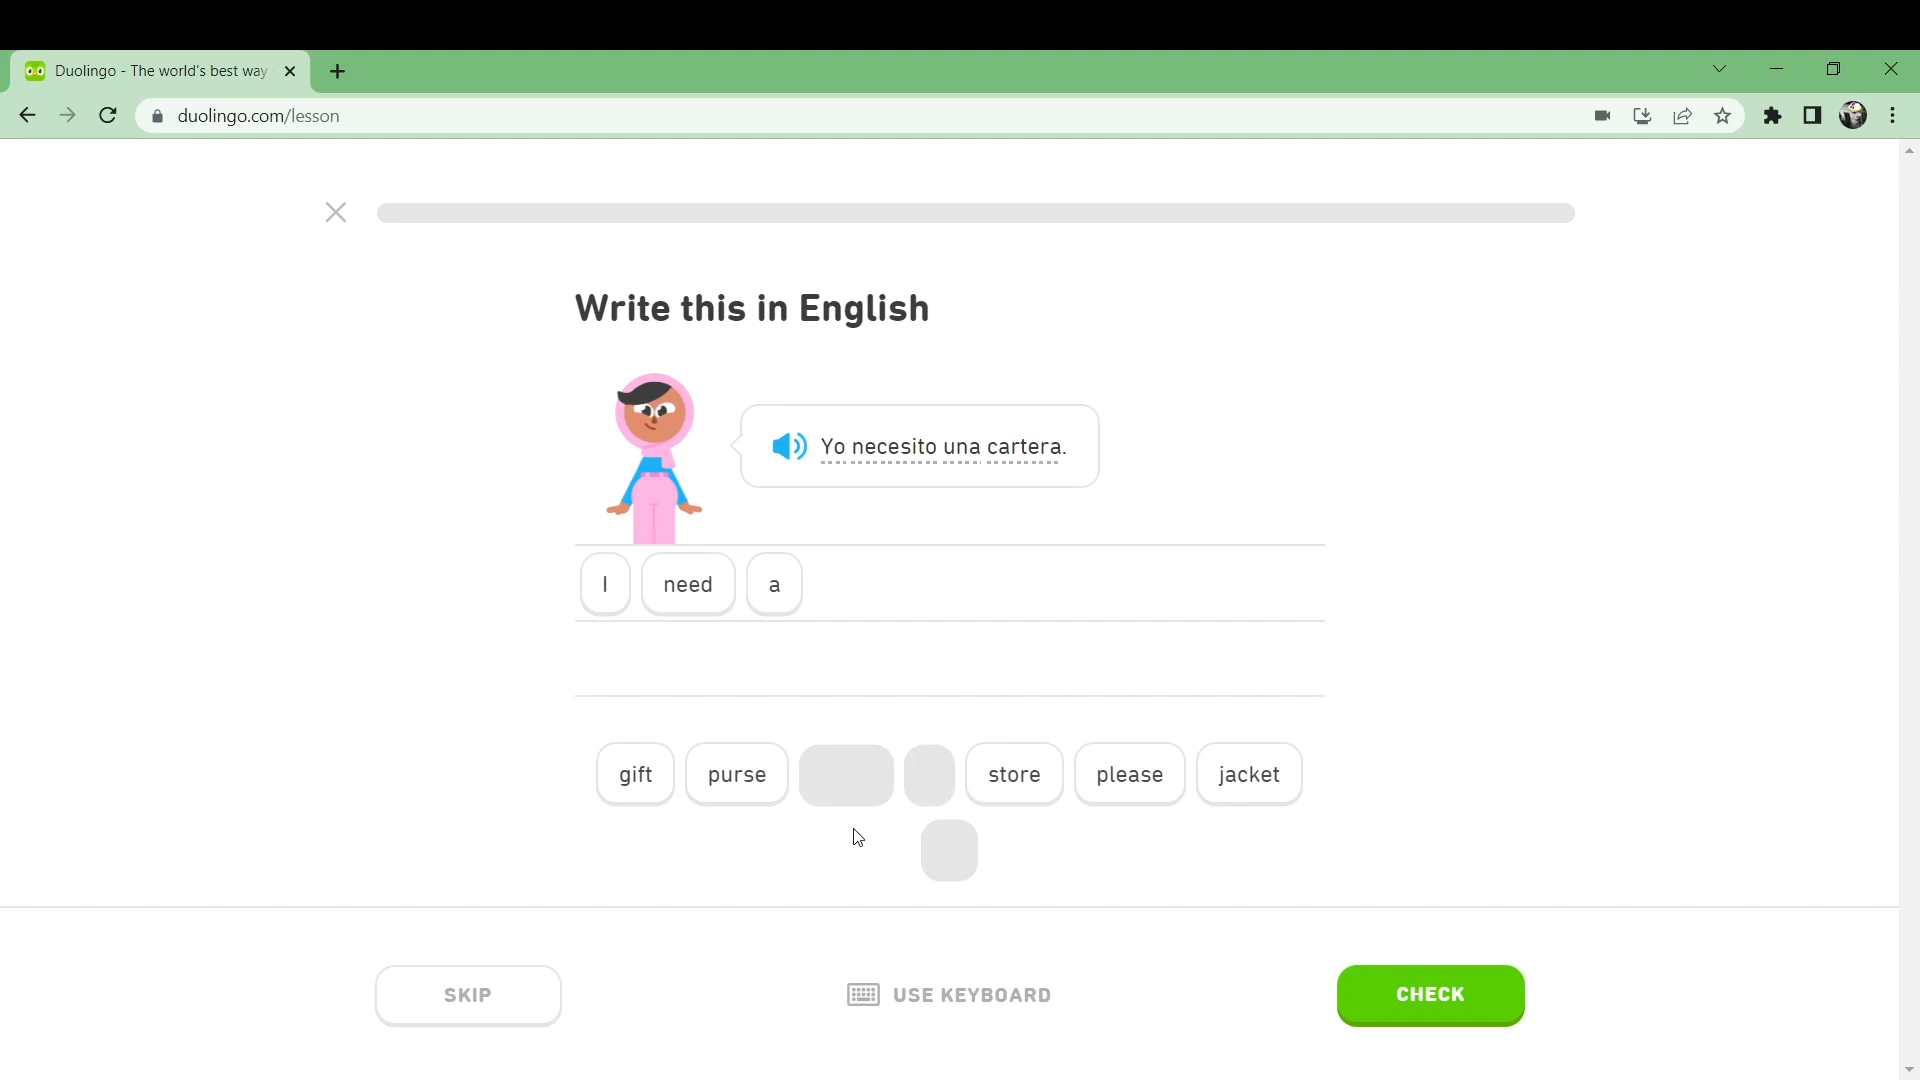 Duolingo - The world's best way
duolingo.com/lesson
Write this in English
Yo necesito una cartera.
I need a
gift purse store please jacket
SKIP USE KEYBOARD CHECK